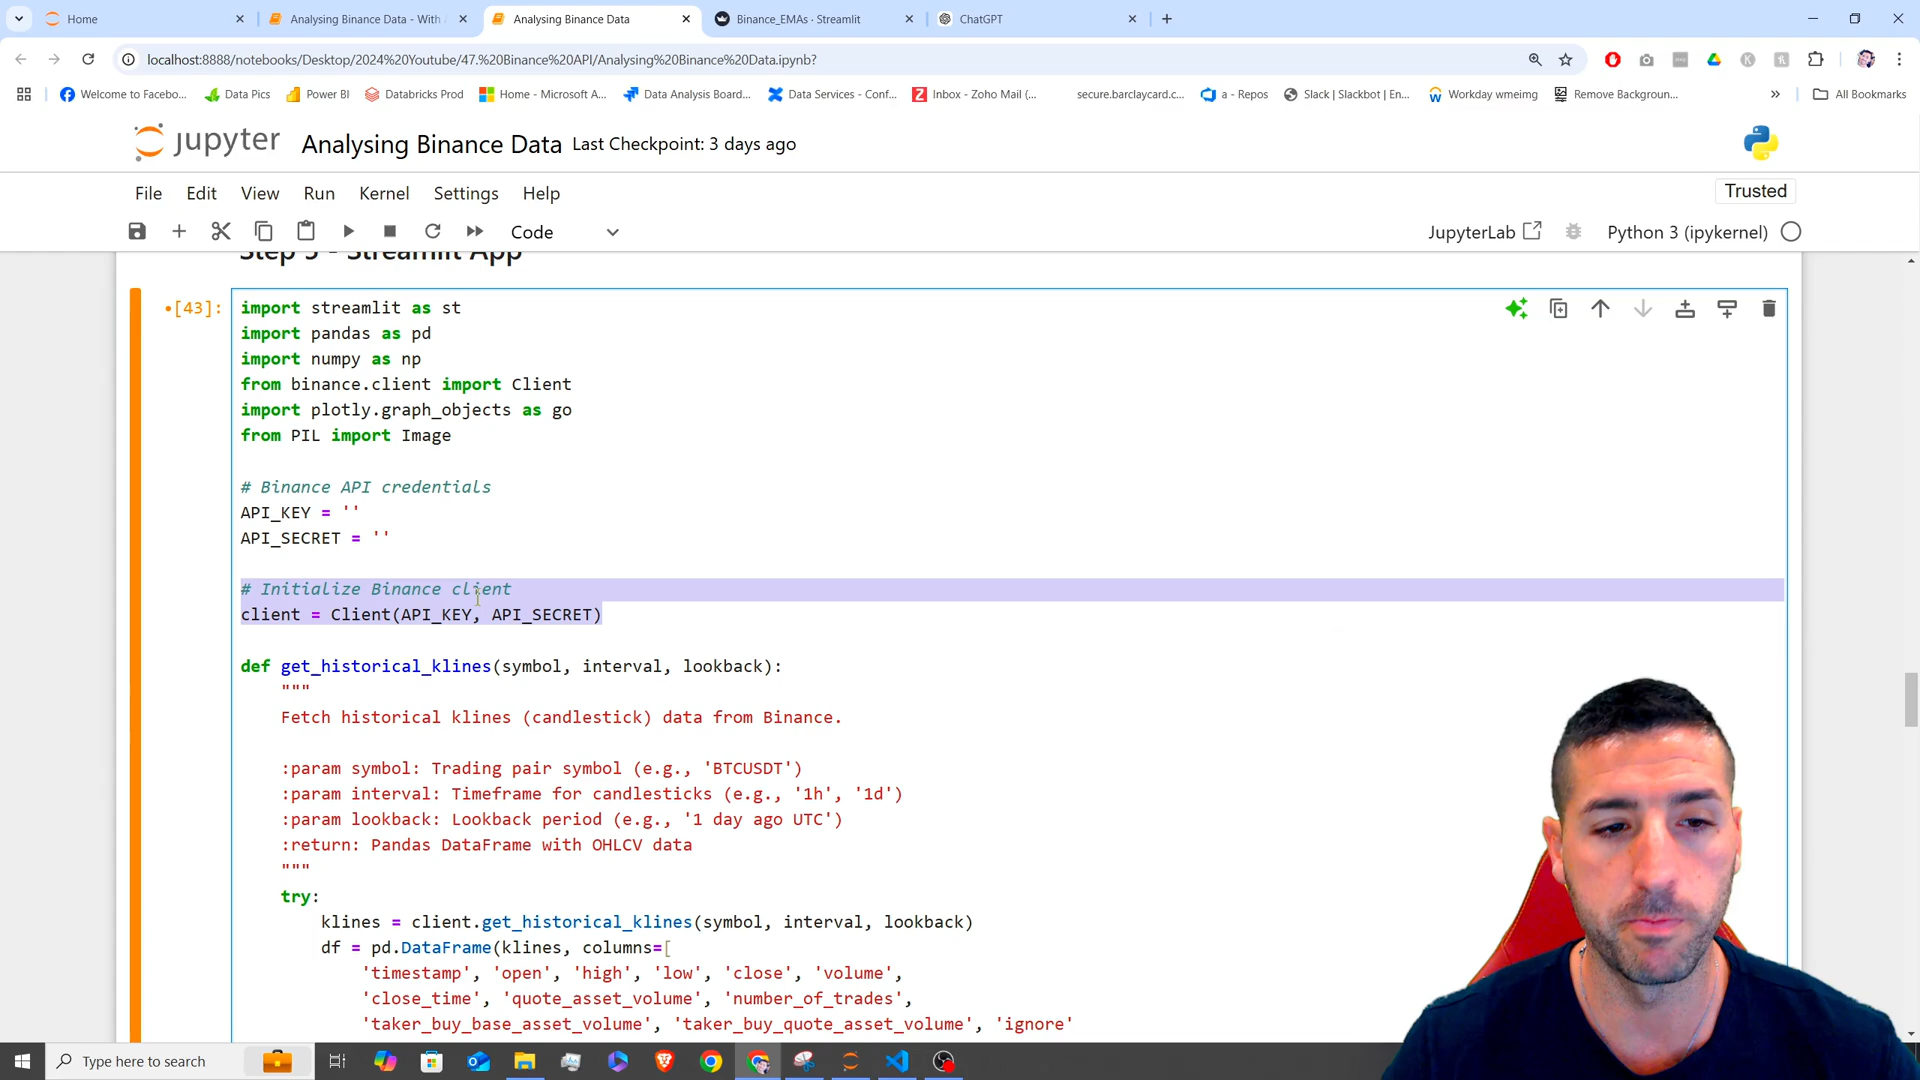 Home
Analysing Binance Data - With
Analysing Binance Data
Binance_EMAs · Streamlit
ChatGPT
localhost:8888/notebooks/Desktop/2024%20Youtube/47.%20Binance%20API/Analysing%20Binance%20Data.ipynb?
Welcome to Facebo...
Data Pics
Power BI
Databricks Prod
Home - Microsoft A...
Data Analysis Board...
Data Services - Conf...
Inbox - Zoho Mail (...
secure.barclaycard.c...
a - Repos
Slack | Slackbot | En...
Workday wmeimg
Remove Backgroun...
All Bookmarks
jupyter
Analysing Binance Data Last Checkpoint: 3 days ago
File Edit View Run Kernel Settings Help
Trusted
Code
JupyterLab
Python 3 (ipykernel)
Step 5 - Streamlit App
[43]:
import streamlit as st
import pandas as pd
import numpy as np
from binance.client import Client
import plotly.graph_objects as go
from PIL import Image
# Binance API credentials
API_KEY = ''
API_SECRET = ''
# Initialize Binance client
client = Client(API_KEY, API_SECRET)
def get_historical_klines(symbol, interval, lookback):
"""
Fetch historical klines (candlestick) data from Binance.
:param symbol: Trading pair symbol (e.g., 'BTCUSDT')
:param interval: Timeframe for candlesticks (e.g., '1h', '1d')
:param lookback: Lookback period (e.g., '1 day ago UTC')
:return: Pandas DataFrame with OHLCV data
"""
try:
klines = client.get_historical_klines(symbol, interval, lookback)
df = pd.DataFrame(klines, columns=[
'timestamp', 'open', 'high', 'low', 'close', 'volume',
'close_time', 'quote_asset_volume', 'number_of_trades',
'taker_buy_base_asset_volume', 'taker_buy_quote_asset_volume', 'ignore'
Type here to search